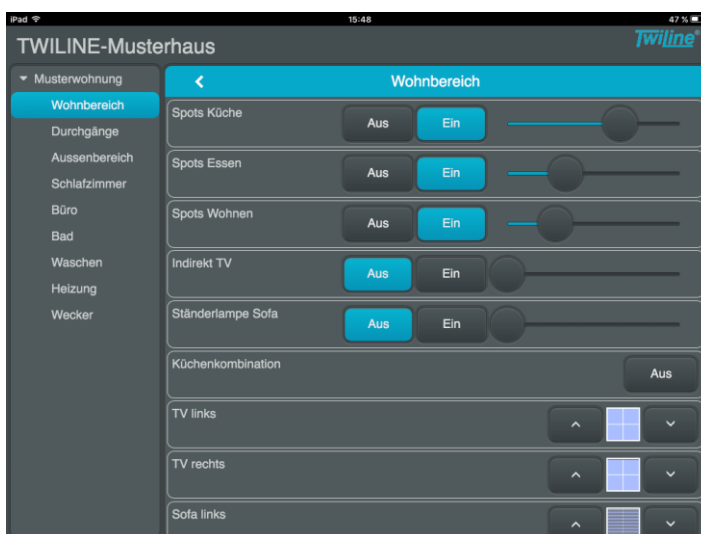 iPad 15:48 47 %
TWILINE-Musterhaus
Twiline®
Musterwohnung
Wohnbereich
Durchgänge
Aussenbereich
Schlafzimmer
Büro
Bad
Waschen
Heizung
Wecker
Wohnbereich
Spots Küche Aus Ein
Spots Essen Aus Ein
Spots Wohnen Aus Ein
Indirekt TV Aus Ein
Ständerlampe Sofa Aus Ein
Küchenkombination Aus
TV links
TV rechts
Sofa links